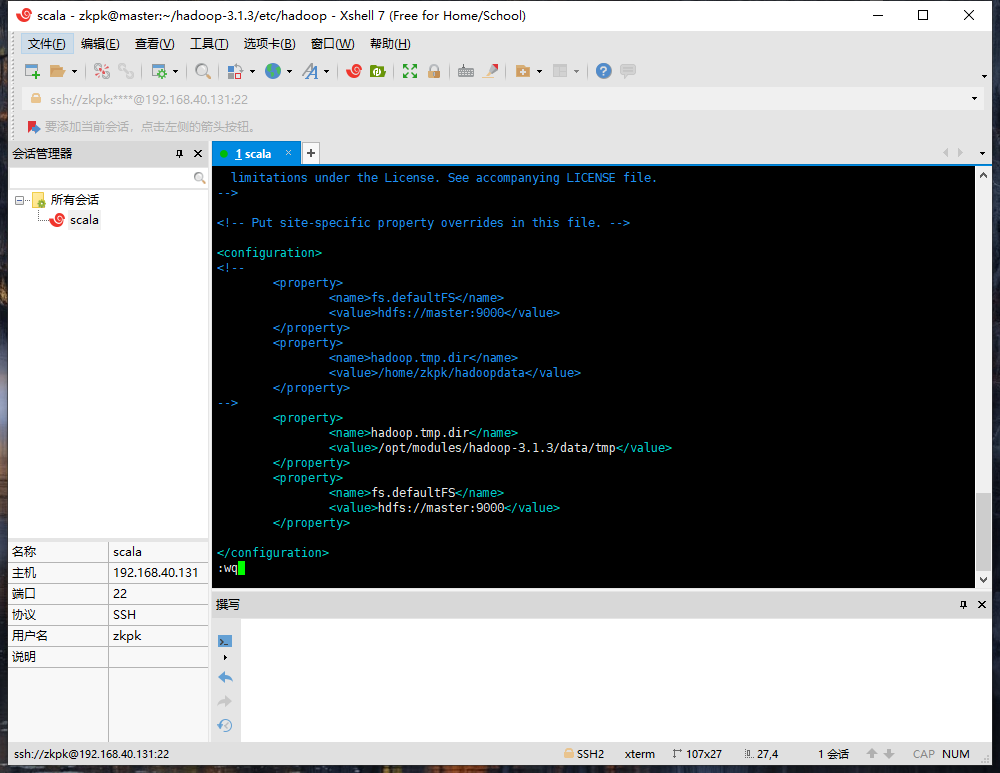 scala - zkpk@master:~/hadoop-3.1.3/etc/hadoop - Xshell 7 (Free for Home/School)
文件(F) 编辑(E) 查看(V) 工具(T) 选项卡(B) 窗口(W) 帮助(H)
ssh://zkpk:****@192.168.40.131:22
要添加当前会话，点击左侧的箭头按钮。
会话管理器
1 scala
所有会话
scala
limitations under the License. See accompanying LICENSE file.
-->
<!-- Put site-specific property overrides in this file. -->
<configuration>
<!--
<property>
<name>fs.defaultFS</name>
<value>hdfs://master:9000</value>
</property>
<property>
<name>hadoop.tmp.dir</name>
<value>/home/zkpk/hadoopdata</value>
</property>
-->
<property>
<name>hadoop.tmp.dir</name>
<value>/opt/modules/hadoop-3.1.3/data/tmp</value>
</property>
<property>
<name>fs.defaultFS</name>
<value>hdfs://master:9000</value>
</property>
</configuration>
:wq
名称 scala
主机 192.168.40.131
端口 22
协议 SSH
用户名 zkpk
说明
撰写
ssh://zkpk@192.168.40.131:22 SSH2 xterm 107x27 27,4 1 会话 CAP NUM